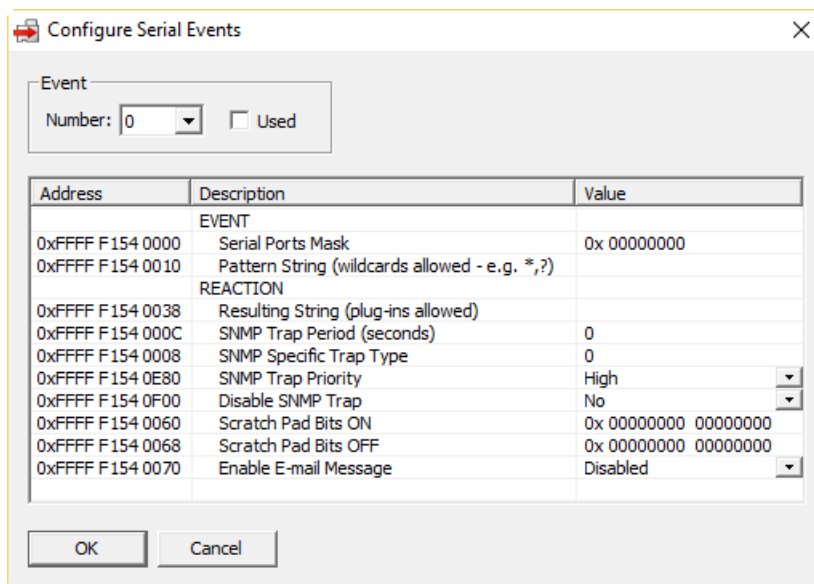 Configure Serial Events
Event
Number: 0 Used
Address Description Value
EVENT
0xFFFF F154 0000 Serial Ports Mask 0x 00000000
0xFFFF F154 0010 Pattern String (wildcards allowed - e.g. *,?)
REACTION
0xFFFF F154 0038 Resulting String (plug-ins allowed)
0xFFFF F154 000C SNMP Trap Period (seconds) 0
0xFFFF F154 0008 SNMP Specific Trap Type 0
0xFFFF F154 0E80 SNMP Trap Priority High
0xFFFF F154 0F00 Disable SNMP Trap No
0xFFFF F154 0060 Scratch Pad Bits ON 0x 00000000 00000000
0xFFFF F154 0068 Scratch Pad Bits OFF 0x 00000000 00000000
0xFFFF F154 0070 Enable E-mail Message Disabled
OK Cancel